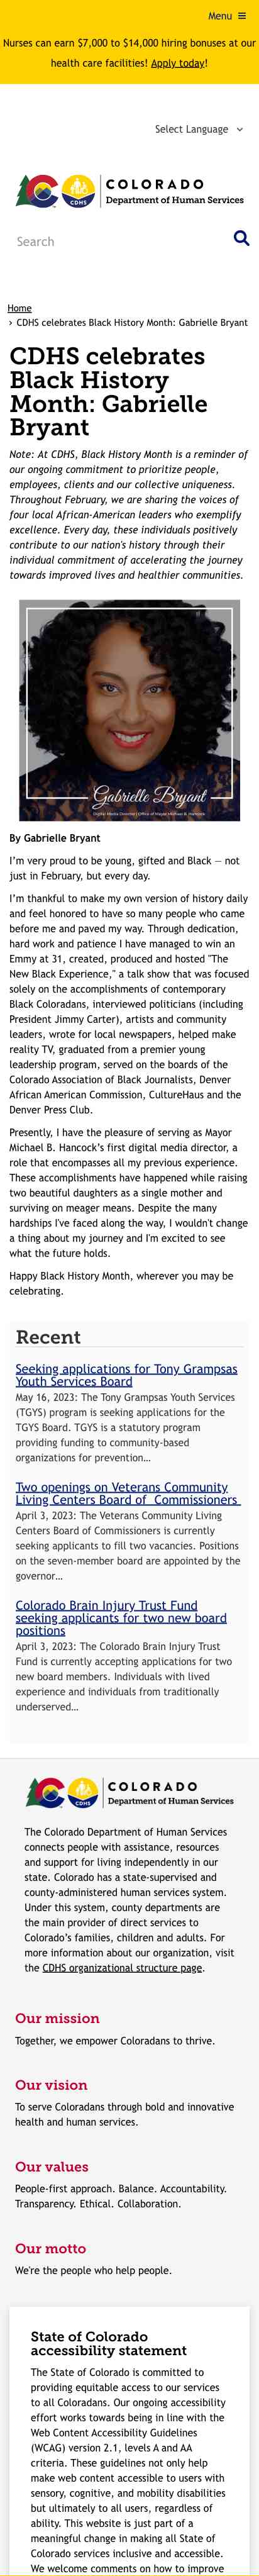 Menu ≡
Nurses can earn $7,000 to $14,000 hiring bonuses at our
health care facilities! Apply today!
Select Language
COLORADO
Department of Human Services
CDHS
Search
Home
› CDHS celebrates Black History Month: Gabrielle Bryant
CDHS celebrates
Black History
Month: Gabrielle
Bryant
Note: At CDHS, Black History Month is a reminder of
our ongoing commitment to prioritize people,
employees, clients and our collective uniqueness.
Throughout February, we are sharing the voices of
four local African-American leaders who exemplify
excellence. Every day, these individuals positively
contribute to our nation's history through their
individual commitment of accelerating the journey
towards improved lives and healthier communities.
Gabrielle Bryant
Digital Media Director | Office of Mayor Michael B. Hancock
By Gabrielle Bryant
I’m very proud to be young, gifted and Black — not
just in February, but every day.
I’m thankful to make my own version of history daily
and feel honored to have so many people who came
before me and paved my way. Through dedication,
hard work and patience I have managed to win an
Emmy at 31, created, produced and hosted "The
New Black Experience," a talk show that was focused
solely on the accomplishments of contemporary
Black Coloradans, interviewed politicians (including
President Jimmy Carter), artists and community
leaders, wrote for local newspapers, helped make
reality TV, graduated from a premier young
leadership program, served on the boards of the
Colorado Association of Black Journalists, Denver
African American Commission, CultureHaus and the
Denver Press Club.
Presently, I have the pleasure of serving as Mayor
Michael B. Hancock’s first digital media director, a
role that encompasses all my previous experience.
These accomplishments have happened while raising
two beautiful daughters as a single mother and
surviving on meager means. Despite the many
hardships I've faced along the way, I wouldn't change
a thing about my journey and I'm excited to see
what the future holds.
Happy Black History Month, wherever you may be
celebrating.
Recent
Seeking applications for Tony Grampsas
Youth Services Board
May 16, 2023: The Tony Grampsas Youth Services
(TGYS) program is seeking applications for the
TGYS Board. TGYS is a statutory program
providing funding to community-based
organizations for prevention...
Two openings on Veterans Community
Living Centers Board of  Commissioners
April 3, 2023: The Veterans Community Living
Centers Board of Commissioners is currently
seeking applicants to fill two vacancies. Positions
on the seven-member board are appointed by the
governor...
Colorado Brain Injury Trust Fund
seeking applicants for two new board
positions
April 3, 2023: The Colorado Brain Injury Trust
Fund is currently accepting applications for two
new board members. Individuals with lived
experience and individuals from traditionally
underserved...
COLORADO
Department of Human Services
CDHS
The Colorado Department of Human Services
connects people with assistance, resources
and support for living independently in our
state. Colorado has a state-supervised and
county-administered human services system.
Under this system, county departments are
the main provider of direct services to
Colorado’s families, children and adults. For
more information about our organization, visit
the CDHS organizational structure page.
Our mission
Together, we empower Coloradans to thrive.
Our vision
To serve Coloradans through bold and innovative
health and human services.
Our values
People-first approach. Balance. Accountability.
Transparency. Ethical. Collaboration.
Our motto
We're the people who help people.
State of Colorado
accessibility statement
The State of Colorado is committed to
providing equitable access to our services
to all Coloradans. Our ongoing accessibility
effort works towards being in line with the
Web Content Accessibility Guidelines
(WCAG) version 2.1, levels A and AA
criteria. These guidelines not only help
make web content accessible to users with
sensory, cognitive, and mobility disabilities
but ultimately to all users, regardless of
ability. This website is just part of a
meaningful change in making all State of
Colorado services inclusive and accessible.
We welcome comments on how to improve